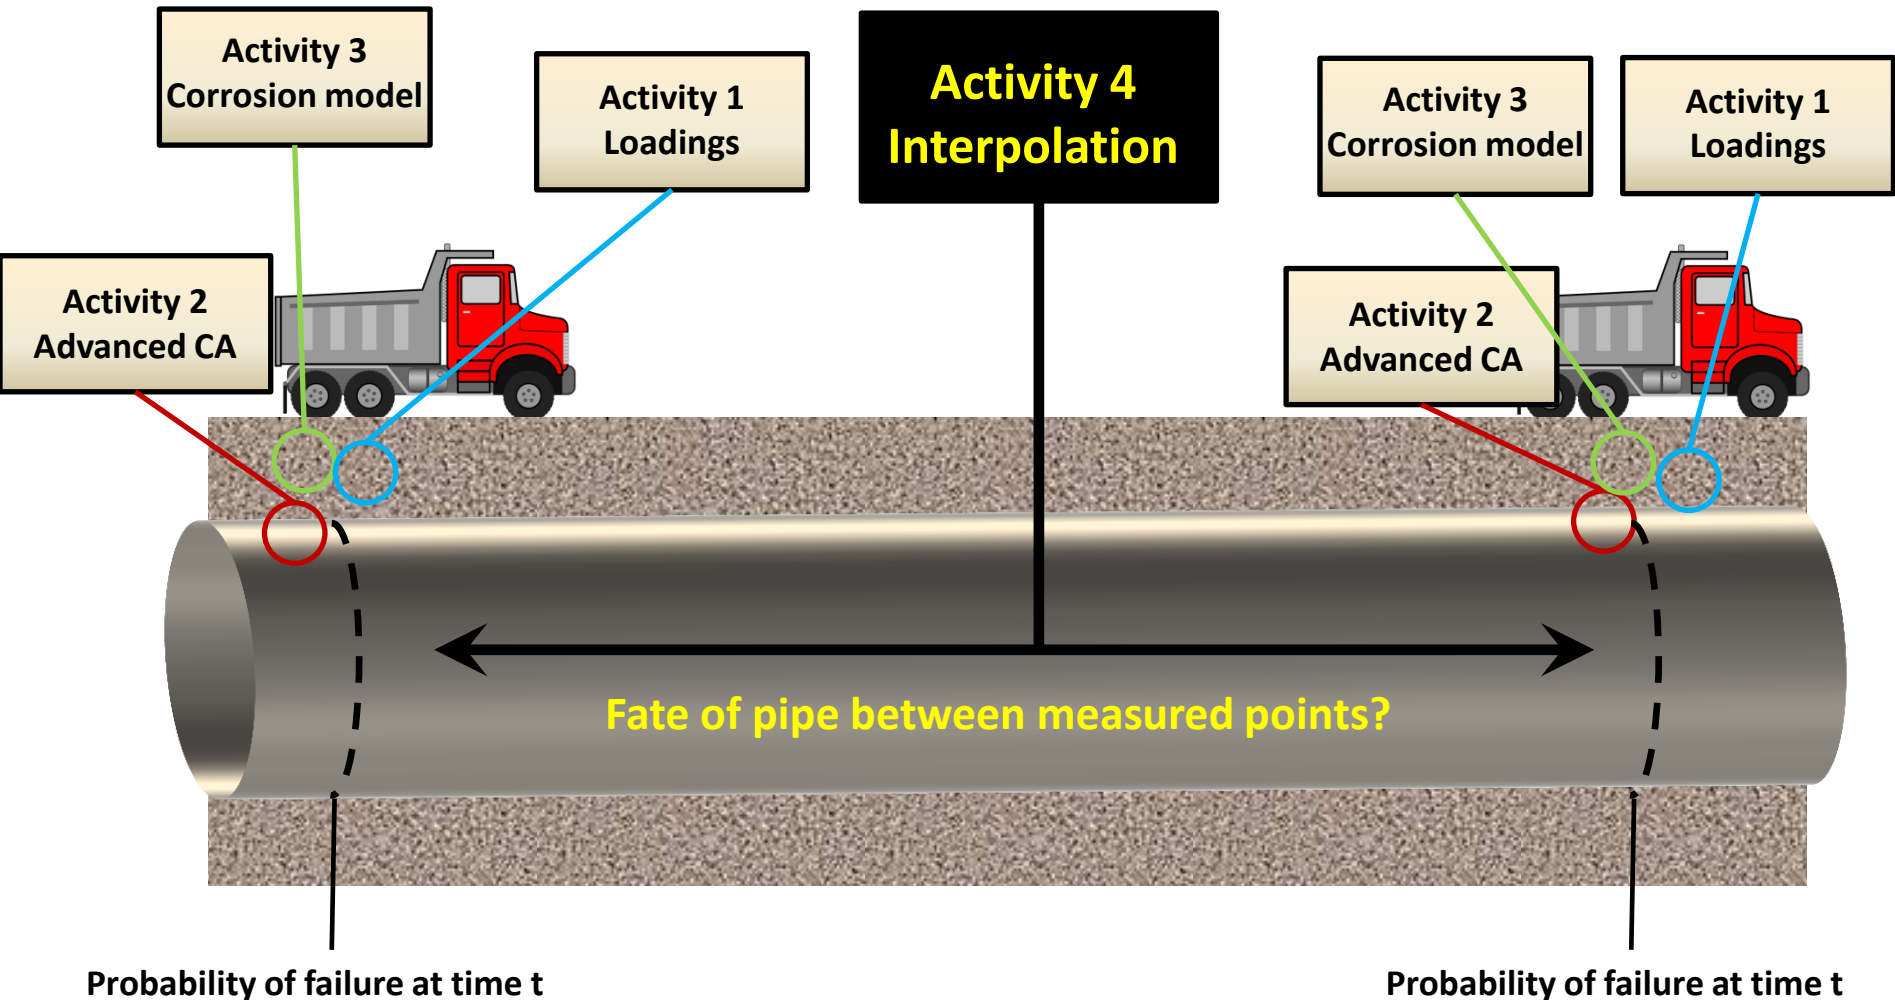 Activity 3
Corrosion model
Activity 1
Loadings
Activity 4
Interpolation
Activity 3
Corrosion model
Activity 1
Loadings
Activity 2
Advanced CA
Activity 2
Advanced CA
Fate of pipe between measured points?
Probability of failure at time t
Probability of failure at time t